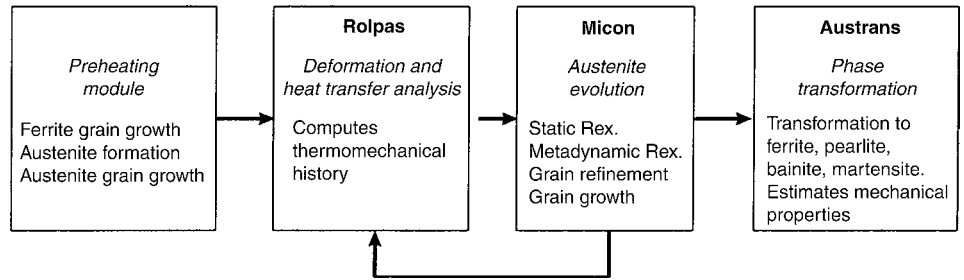 Preheating
module
Ferrite grain growth
Austenite formation
Austenite grain growth
Rolpas
Deformation and
heat transfer analysis
Computes
thermomechanical
history
Micon
Austenite
evolution
Static Rex.
Metadynamic Rex.
Grain refinement
Grain growth
Austrans
Phase
transformation
Transformation to
ferrite, pearlite,
bainite, martensite.
Estimates mechanical
properties